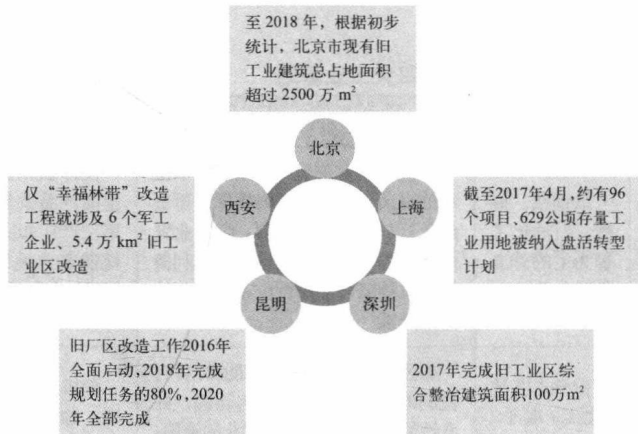 至 2018 年，根据初步
统计，北京市现有旧
工业建筑总占地面积
超过 2500 万 m²
北京
仅“幸福林带”改造
工程就涉及 6 个军工
企业、5.4 万 km² 旧工
业区改造
西安
上海
截至2017年4月，约有96
个项目、629公顷存量工
业用地被纳入盘活转型
计划
昆明
深圳
旧厂区改造工作2016年
全面启动，2018年完成
规划任务的80%，2020
年全部完成
2017年完成旧工业区综
合整治建筑面积100万m²